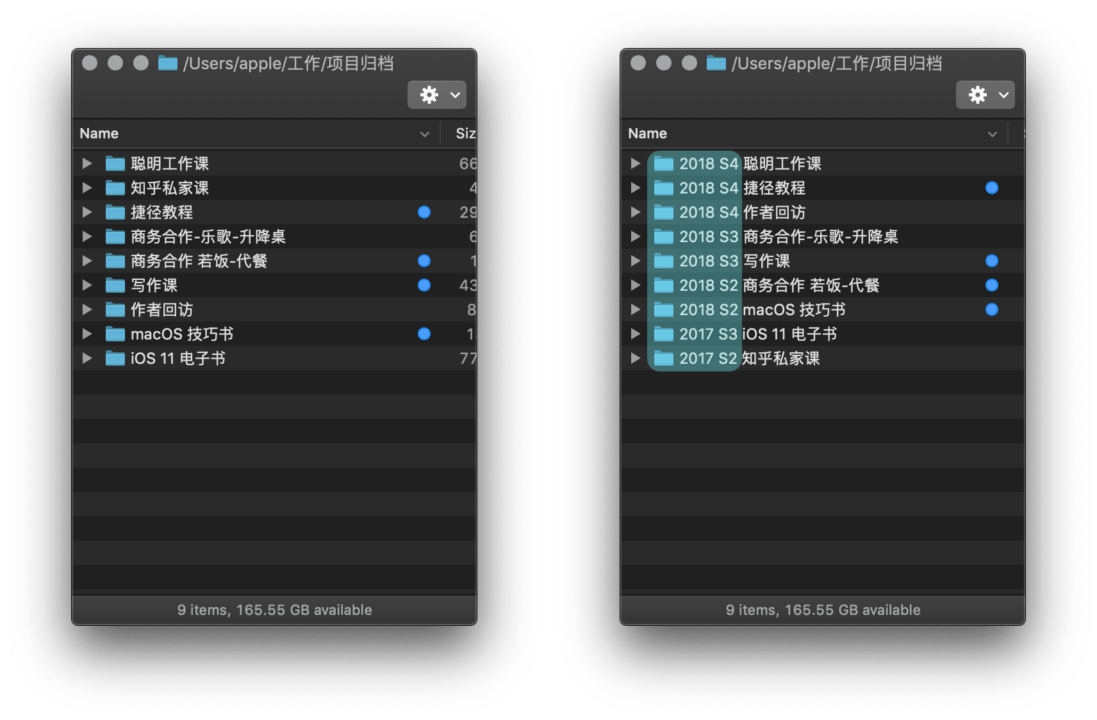 /Users/apple/工作/项目归档
Name Siz
聪明工作课 66
知乎私家课 4
捷径教程 29
商务合作-乐歌-升降桌 6
商务合作 若饭-代餐 1
写作课 43
作者回访 8
macOS 技巧书 1
iOS 11 电子书 77
9 items, 165.55 GB available
/Users/apple/工作/项目归档
Name
2018 S4 聪明工作课
2018 S4 捷径教程
2018 S4 作者回访
2018 S3 商务合作-乐歌-升降桌
2018 S3 写作课
2018 S2 商务合作 若饭-代餐
2018 S2 macOS 技巧书
2017 S3 iOS 11 电子书
2017 S2 知乎私家课
9 items, 165.55 GB available